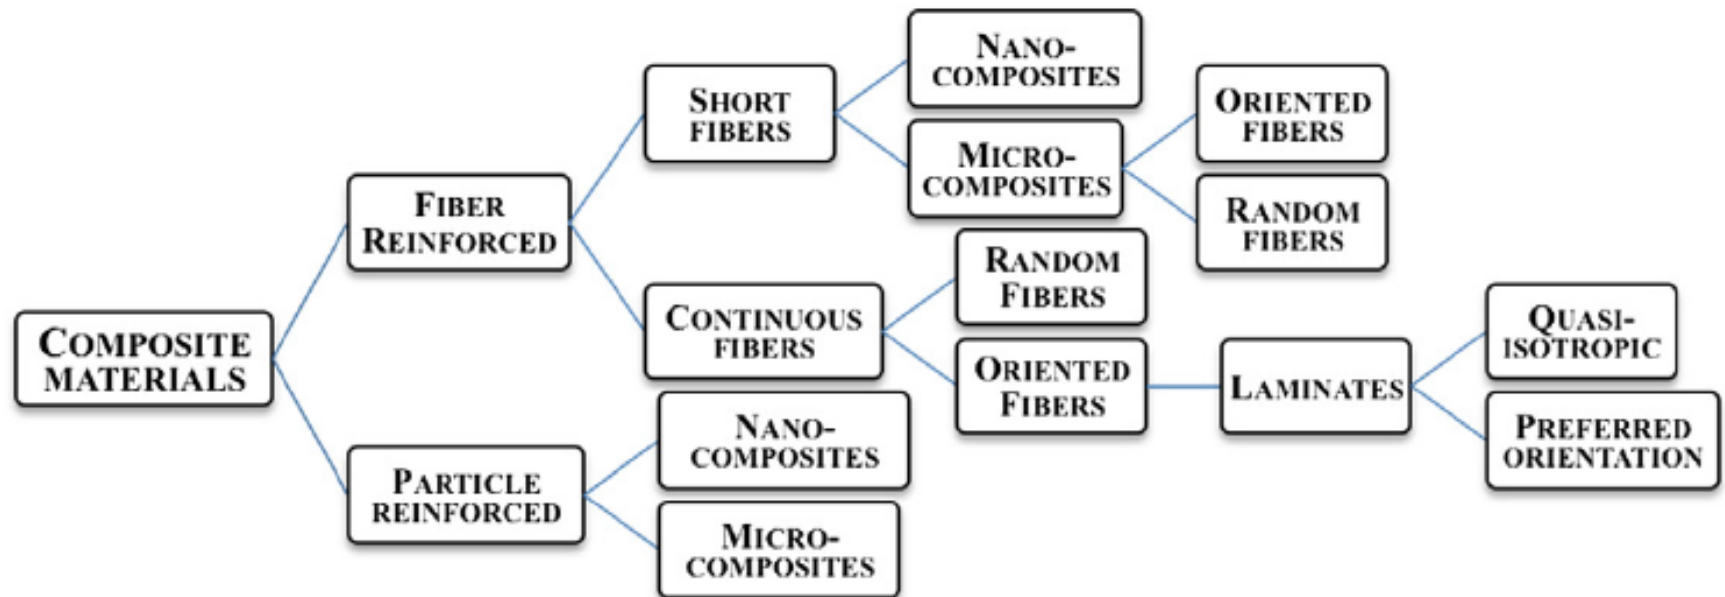 COMPOSITE
MATERIALS
FIBER
REINFORCED
PARTICLE
REINFORCED
SHORT
FIBERS
CONTINUOUS
FIBERS
NANO-
COMPOSITES
MICRO-
COMPOSITES
NANO-
COMPOSITES
MICRO-
COMPOSITES
RANDOM
FIBERS
ORIENTED
FIBERS
ORIENTED
FIBERS
RANDOM
FIBERS
LAMINATES
QUASI-
ISOTROPIC
PREFERRED
ORIENTATION